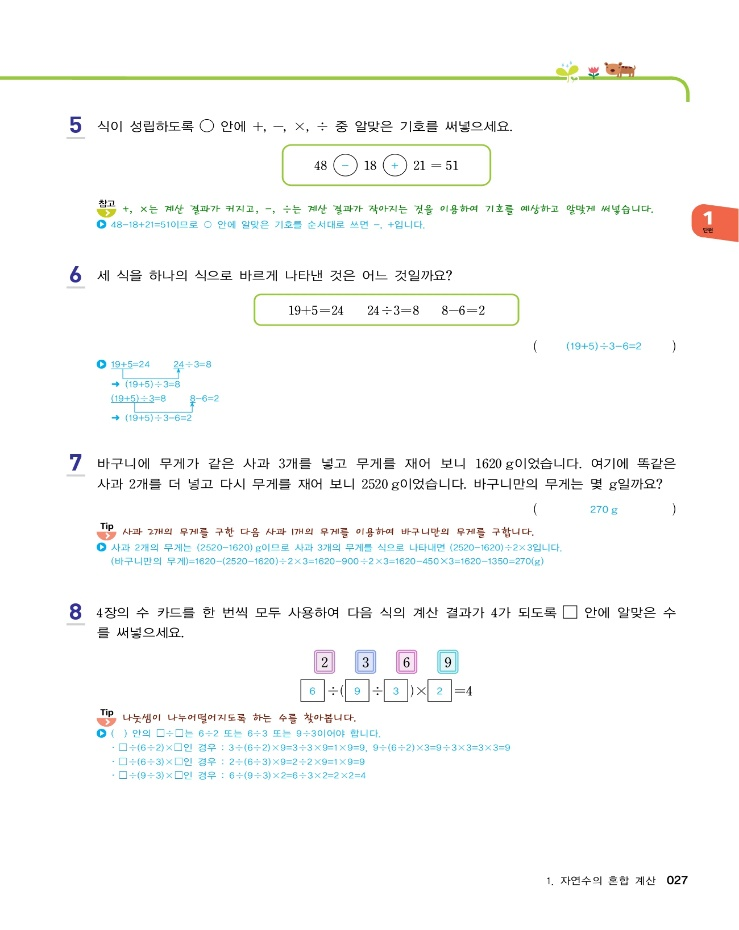 5 식이 성립하도록 ○ 안에 +, −, ×, ÷ 중 알맞은 기호를 써넣으세요.
48 − 18 + 21 = 51
참고 +, ×는 계산 결과가 커지고, −, ÷는 계산 결과가 작아지는 것을 이용하여 기호를 예상하고 알맞게 써넣습니다.
48−18+21=51이므로 ○ 안에 알맞은 기호를 순서대로 쓰면 −, +입니다.
1
단원
6 세 식을 하나의 식으로 바르게 나타낸 것은 어느 것일까요?
19+5=24 24÷3=8 8−6=2
( (19+5)÷3−6=2 )
19+5=24 24÷3=8
→ (19+5)÷3=8
(19+5)÷3=8 8−6=2
→ (19+5)÷3−6=2
7 바구니에 무게가 같은 사과 3개를 넣고 무게를 재어 보니 1620 g이었습니다. 여기에 똑같은
사과 2개를 더 넣고 다시 무게를 재어 보니 2520 g이었습니다. 바구니만의 무게는 몇 g일까요?
( 270 g )
Tip 사과 2개의 무게를 구한 다음 사과 1개의 무게를 이용하여 바구니만의 무게를 구합니다.
사과 2개의 무게는 (2520−1620) g이므로 사과 3개의 무게를 식으로 나타내면 (2520−1620)÷2×3입니다.
(바구니만의 무게)=1620−(2520−1620)÷2×3=1620−900÷2×3=1620−450×3=1620−1350=270(g)
8 4장의 수 카드를 한 번씩 모두 사용하여 다음 식의 계산 결과가 4가 되도록 □ 안에 알맞은 수
를 써넣으세요.
2 3 6 9
6 ÷( 9 ÷ 3 )× 2 =4
Tip 나눗셈이 나누어떨어지도록 하는 수를 찾아봅니다.
( ) 안의 □÷□는 6÷2 또는 6÷3 또는 9÷3이어야 합니다.
· □÷(6÷2)×□인 경우 : 3÷(6÷2)×9=3÷3×9=1×9=9, 9÷(6÷2)×3=9÷3×3=3×3=9
· □÷(6÷3)×□인 경우 : 2÷(6÷3)×9=2÷2×9=1×9=9
· □÷(9÷3)×□인 경우 : 6÷(9÷3)×2=6÷3×2=2×2=4
1. 자연수의 혼합 계산 027